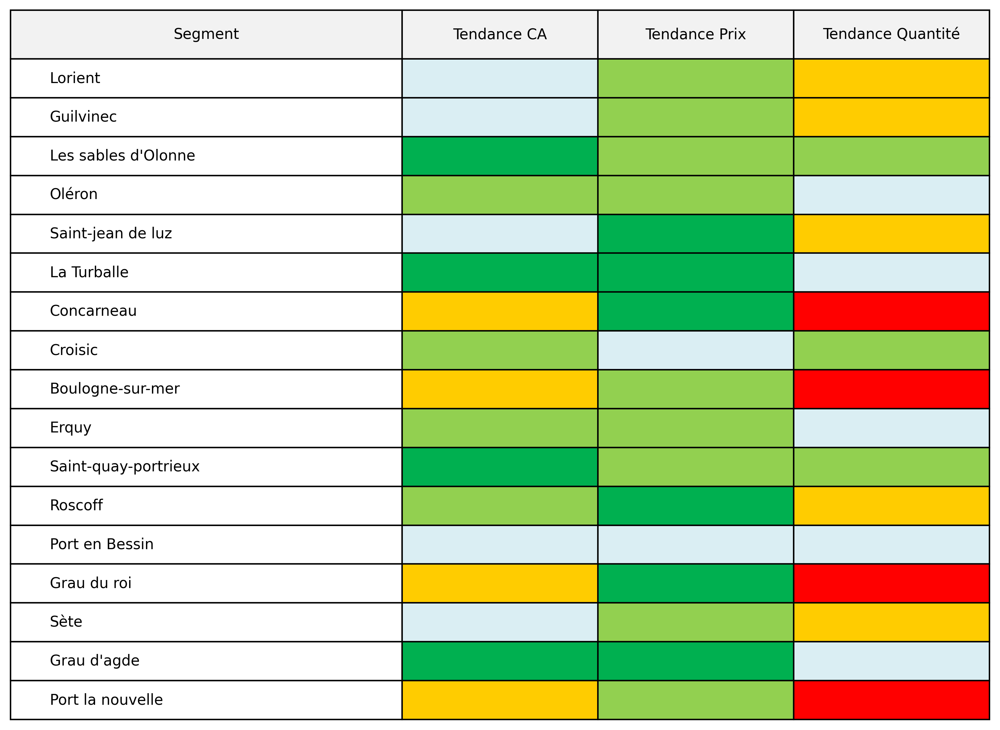 Segment Tendance CA Tendance Prix Tendance Quantité
Lorient
Guilvinec
Les sables d'Olonne
Oléron
Saint-jean de luz
La Turballe
Concarneau
Croisic
Boulogne-sur-mer
Erquy
Saint-quay-portrieux
Roscoff
Port en Bessin
Grau du roi
Sète
Grau d'agde
Port la nouvelle